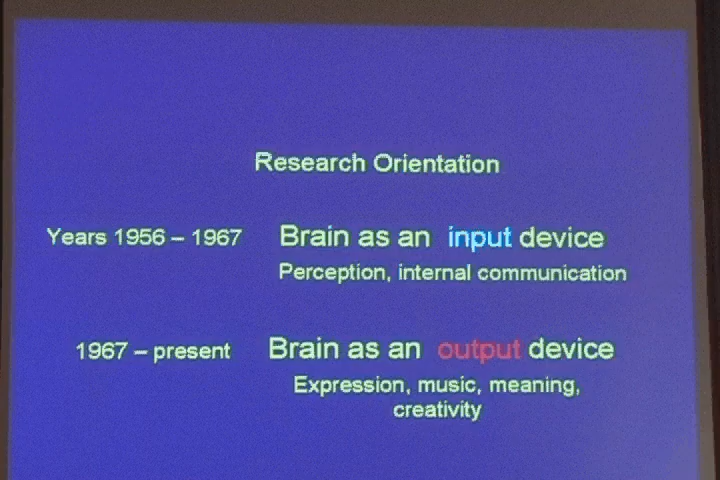 Research Orientation
Years 1956 – 1967 Brain as an input device
Perception, internal communication
1967 – present Brain as an output device
Expression, music, meaning,
creativity